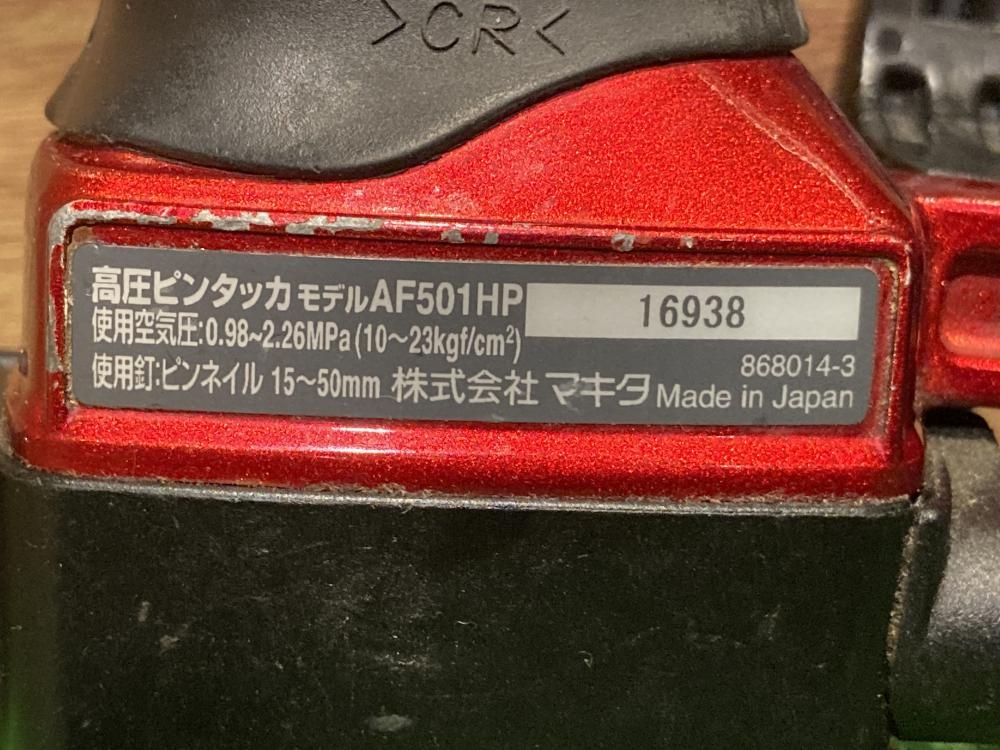 >CR<
高圧ピンタッカ モデルAF501HP 16938
使用空気圧:0.98~2.26MPa(10~23kgf/cm²)
868014-3
使用釘:ピンネイル 15~50mm 株式会社 マキタ Made in Japan